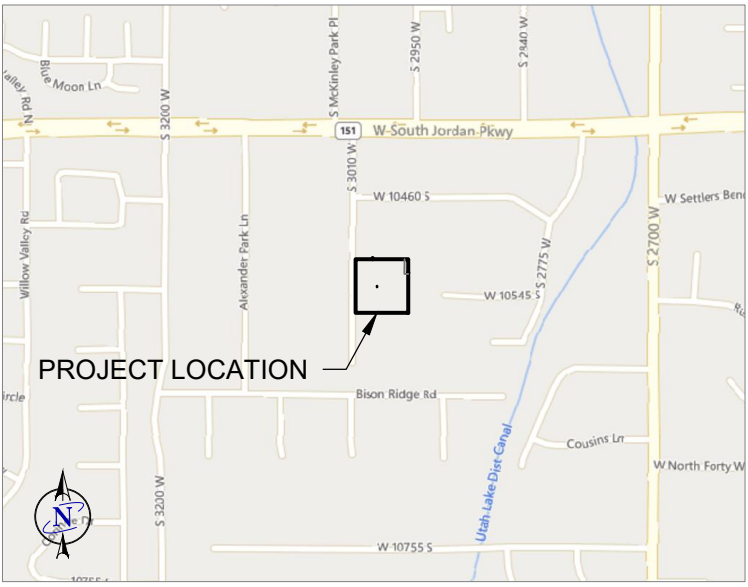 S McKinley Park Pl
S 2950 W
S 2840 W
Blue Moon Ln
Valley Rd N
S 3200 W
151
W South Jordan Pkwy
S 3010 W
W 10460 S
W Settlers Bend
S 2700 W
Willow Valley Rd
Alexander Park Ln
S 2775 W
W 10545 S
PROJECT LOCATION
Bison Ridge Rd
ircle
Cousins Ln
Utah Lake Dist Canal
W North Forty W
S 3200 W
N
W 10755 S